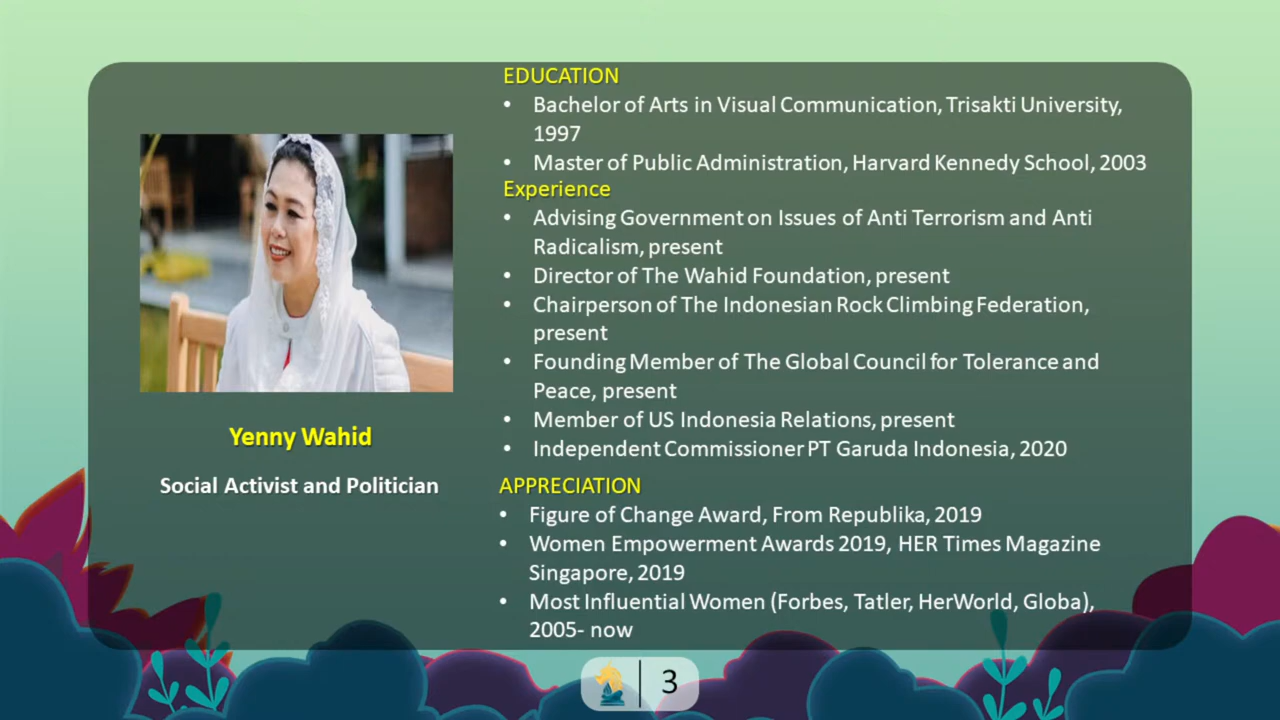 Yenny Wahid
Social Activist and Politician
EDUCATION
• Bachelor of Arts in Visual Communication, Trisakti University,
1997
• Master of Public Administration, Harvard Kennedy School, 2003
Experience
• Advising Government on Issues of Anti Terrorism and Anti
Radicalism, present
• Director of The Wahid Foundation, present
• Chairperson of The Indonesian Rock Climbing Federation,
present
• Founding Member of The Global Council for Tolerance and
Peace, present
• Member of US Indonesia Relations, present
• Independent Commissioner PT Garuda Indonesia, 2020
APPRECIATION
• Figure of Change Award, From Republika, 2019
• Women Empowerment Awards 2019, HER Times Magazine
Singapore, 2019
• Most Influential Women (Forbes, Tatler, HerWorld, Globa),
2005- now
3